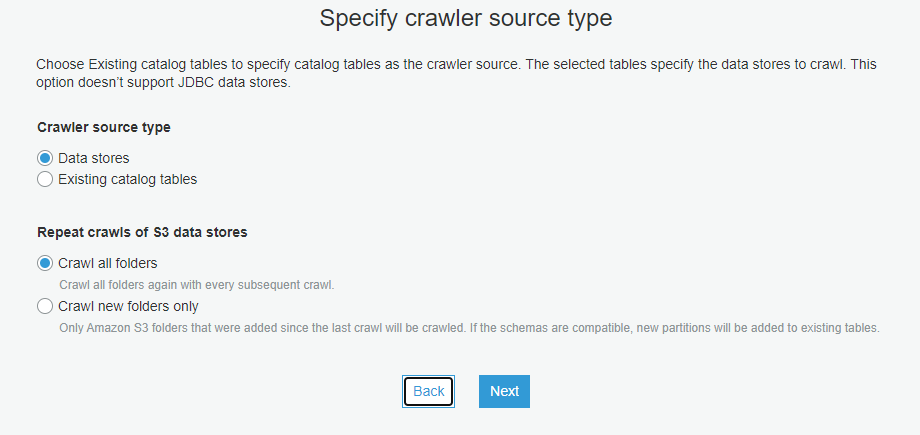 Specify crawler source type
Choose Existing catalog tables to specify catalog tables as the crawler source. The selected tables specify the data stores to crawl. This
option doesn't support JDBC data stores.
Crawler source type
Data stores
Existing catalog tables
Repeat crawls of S3 data stores
Crawl all folders
Crawl all folders again with every subsequent crawl.
Crawl new folders only
Only Amazon S3 folders that were added since the last crawl will be crawled. If the schemas are compatible, new partitions will be added to existing tables.
Back Next